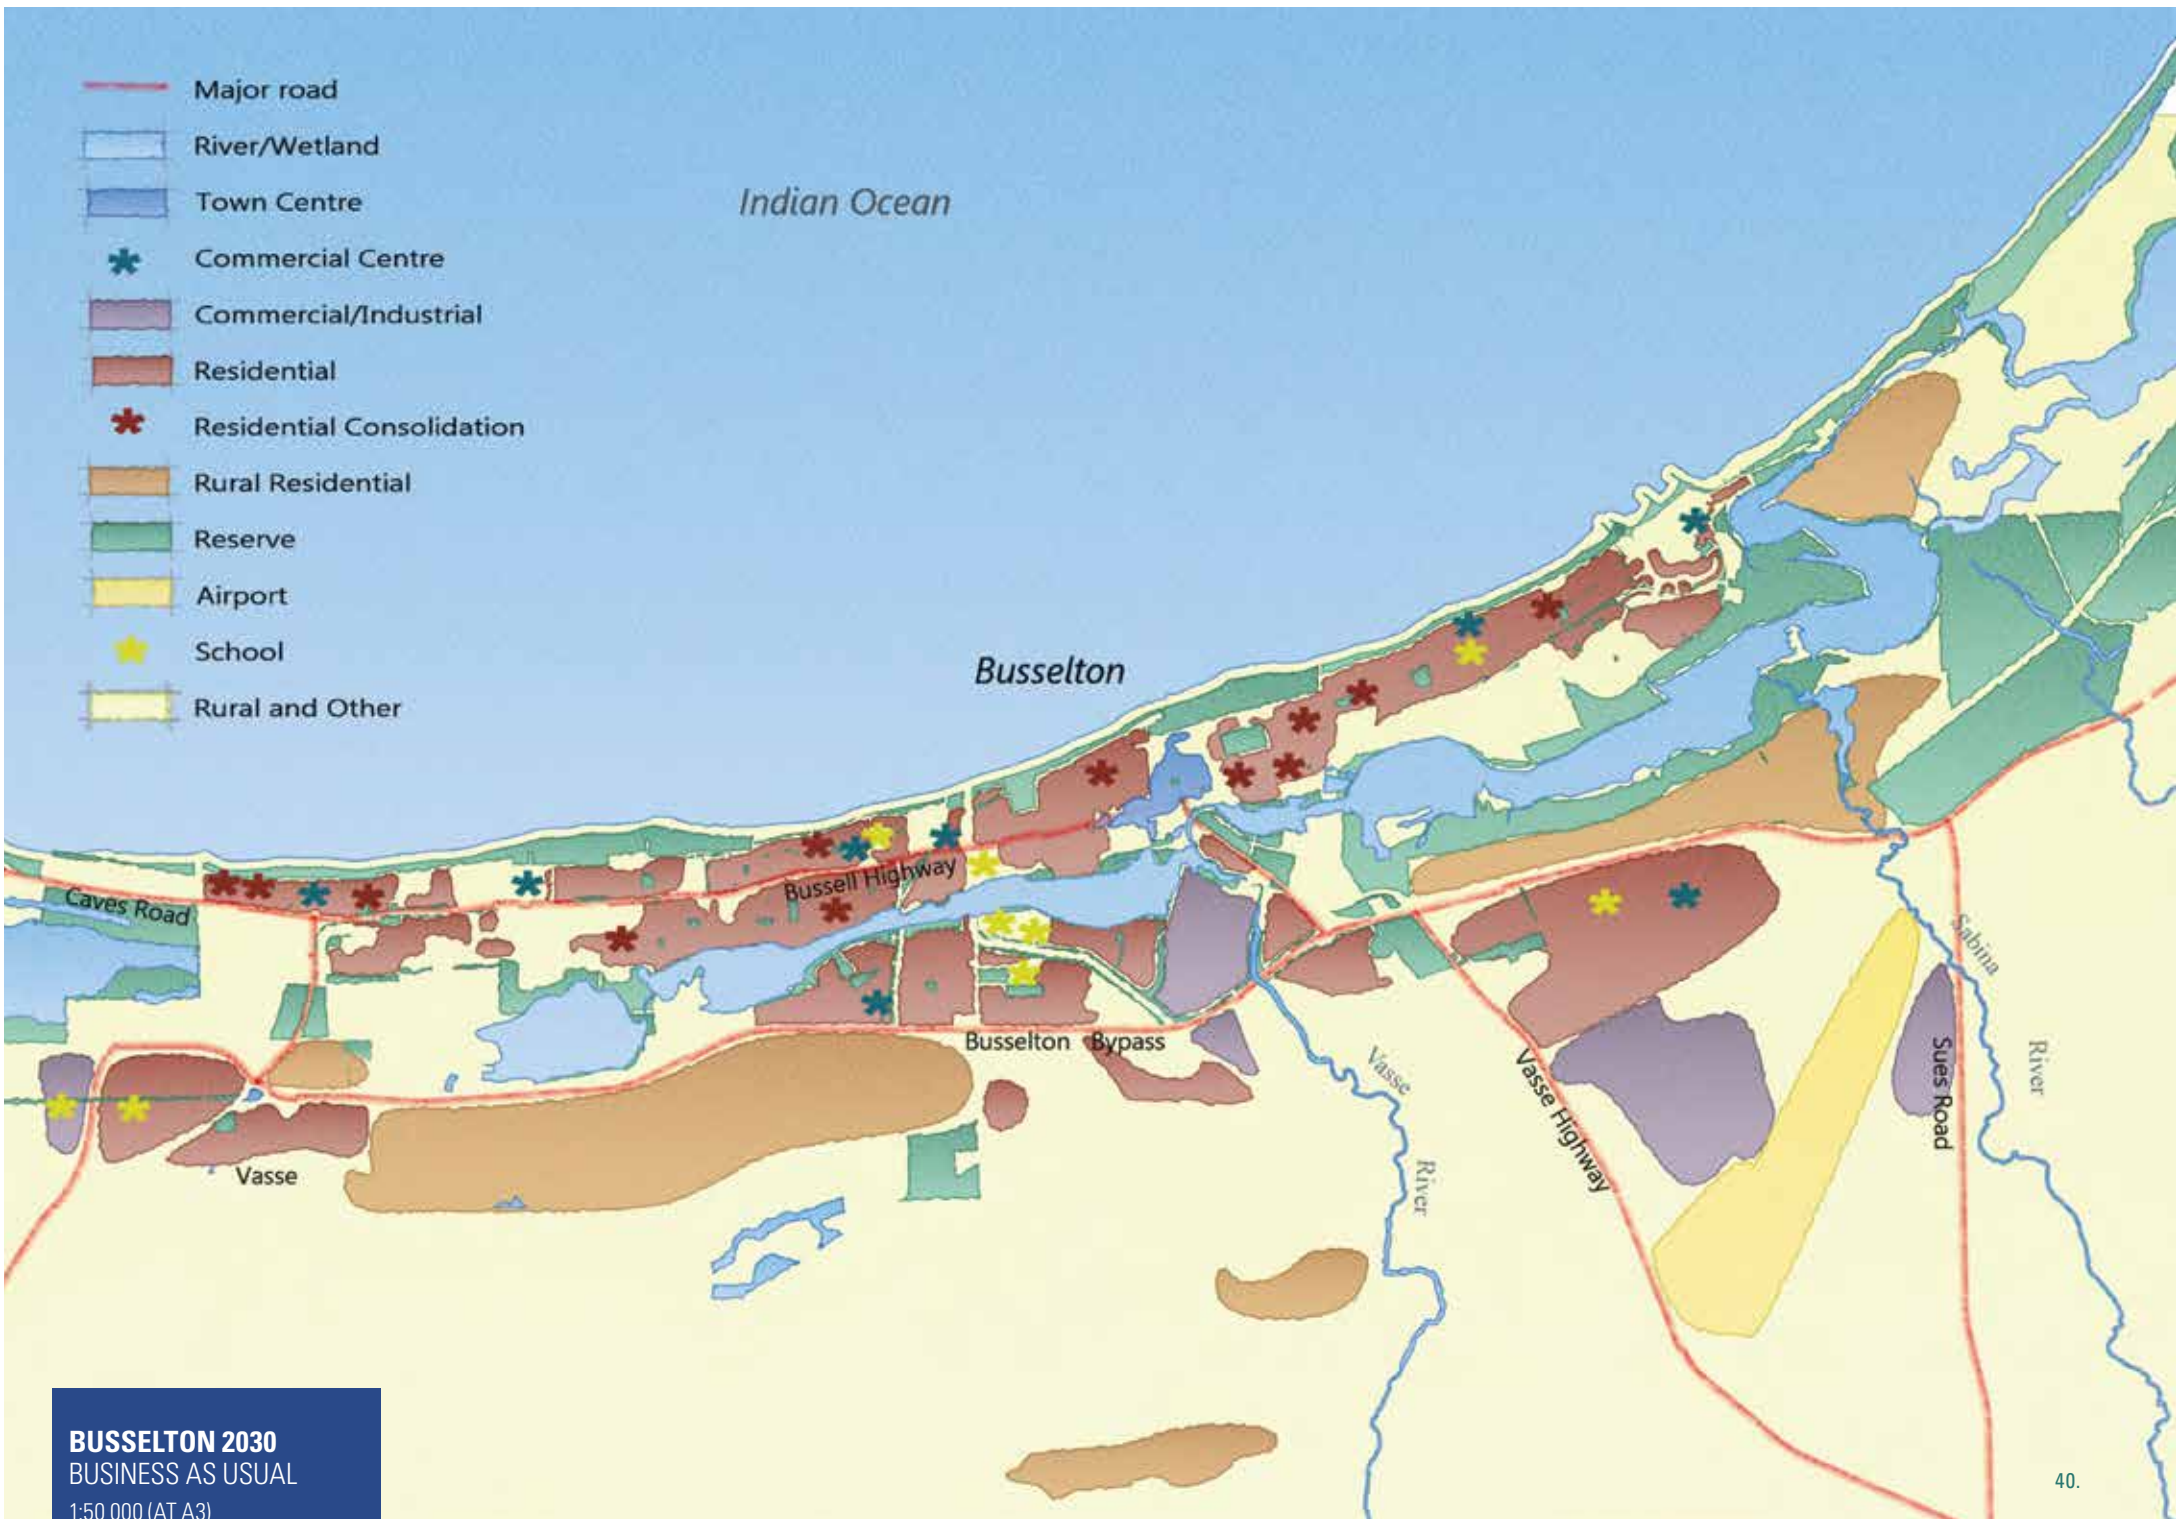 Major road
River/Wetland
Town Centre
Commercial Centre
Commercial/Industrial
Residential
Residential Consolidation
Rural Residential
Reserve
Airport
School
Rural and Other
Indian Ocean
Busselton
Bussell Highway
Caves Road
Busselton Bypass
Vasse
Vasse
River
Vasse Highway
Sabina
River
Sues Road
BUSSELTON 2030
BUSINESS AS USUAL
1:50 000 (AT A3)
40.